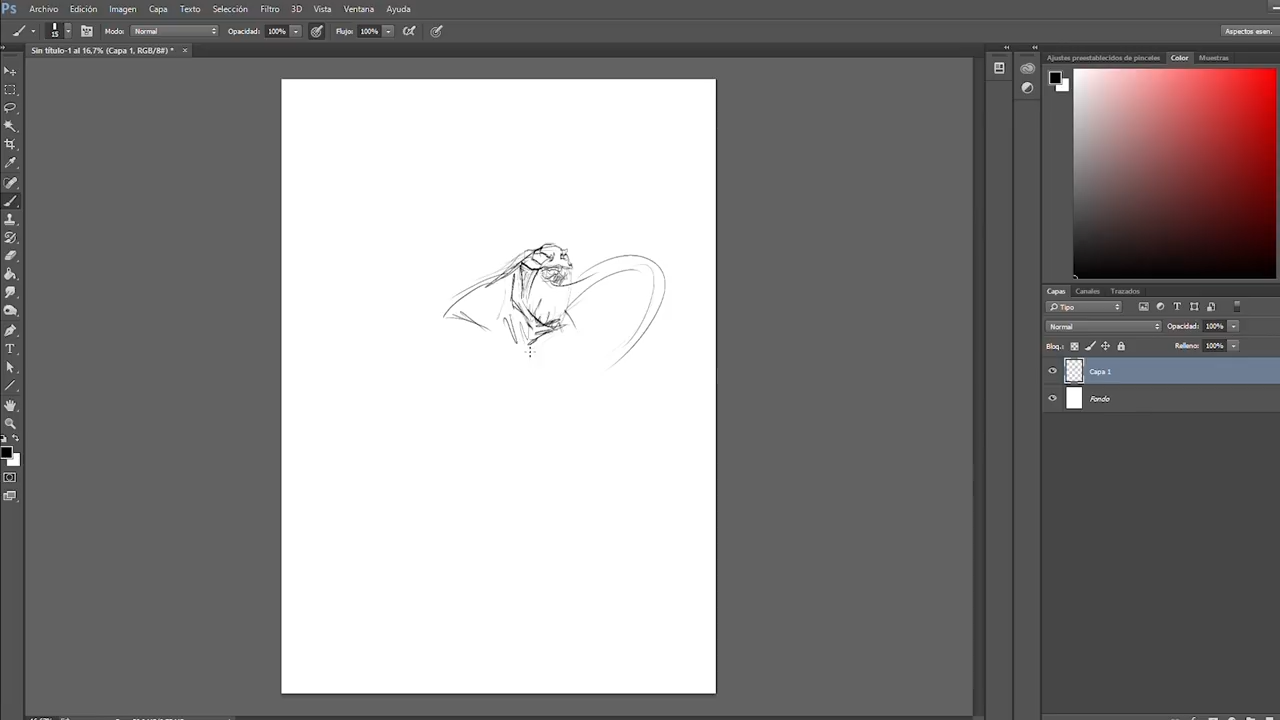 Ps Archivo Edición Imagen Capa Texto Selección Filtro 3D Vista Ventana Ayuda
15 Modo: Normal Opacidad: 100% Flujo: 100% Aspectos esen.
Sin título-1 al 16,7% (Capa 1, RGB/8#) * ×
Ajustes preestablecidos de pinceles Color Muestras
Capas Canales Trazados
Tipo
Normal Opacidad: 100%
Bloq.: Relleno: 100%
Capa 1
Fondo